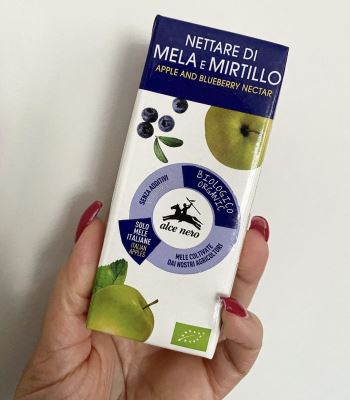 NETTARE DI
MELA E MIRTILLO
APPLE AND BLUEBERRY NECTAR
SENZA ADDITIVI
BIOLOGICO
ORGANIC
alce nero
SOLO
MELE
ITALIANE
ITALIAN
APPLES
MELE COLTIVATE
DAI NOSTRI AGRICOLTORI